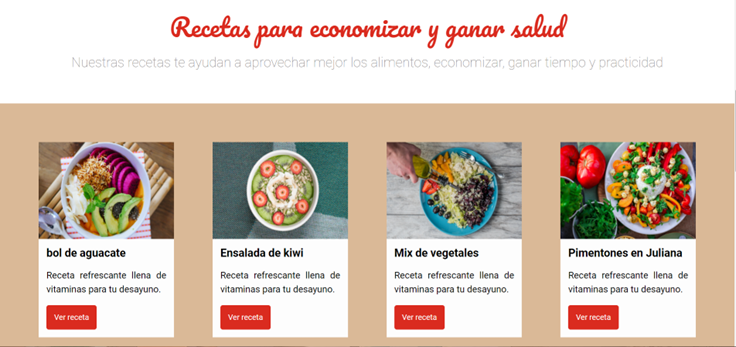 Recetas para economizar y ganar salud
Nuestras recetas te ayudan a aprovechar mejor los alimentos, economizar, ganar tiempo y practicidad
bol de aguacate
Receta refrescante llena de
vitaminas para tu desayuno.
Ver receta
Ensalada de kiwi
Receta refrescante llena de
vitaminas para tu desayuno.
Ver receta
Mix de vegetales
Receta refrescante llena de
vitaminas para tu desayuno.
Ver receta
Pimentones en Juliana
Receta refrescante llena de
vitaminas para tu desayuno.
Ver receta